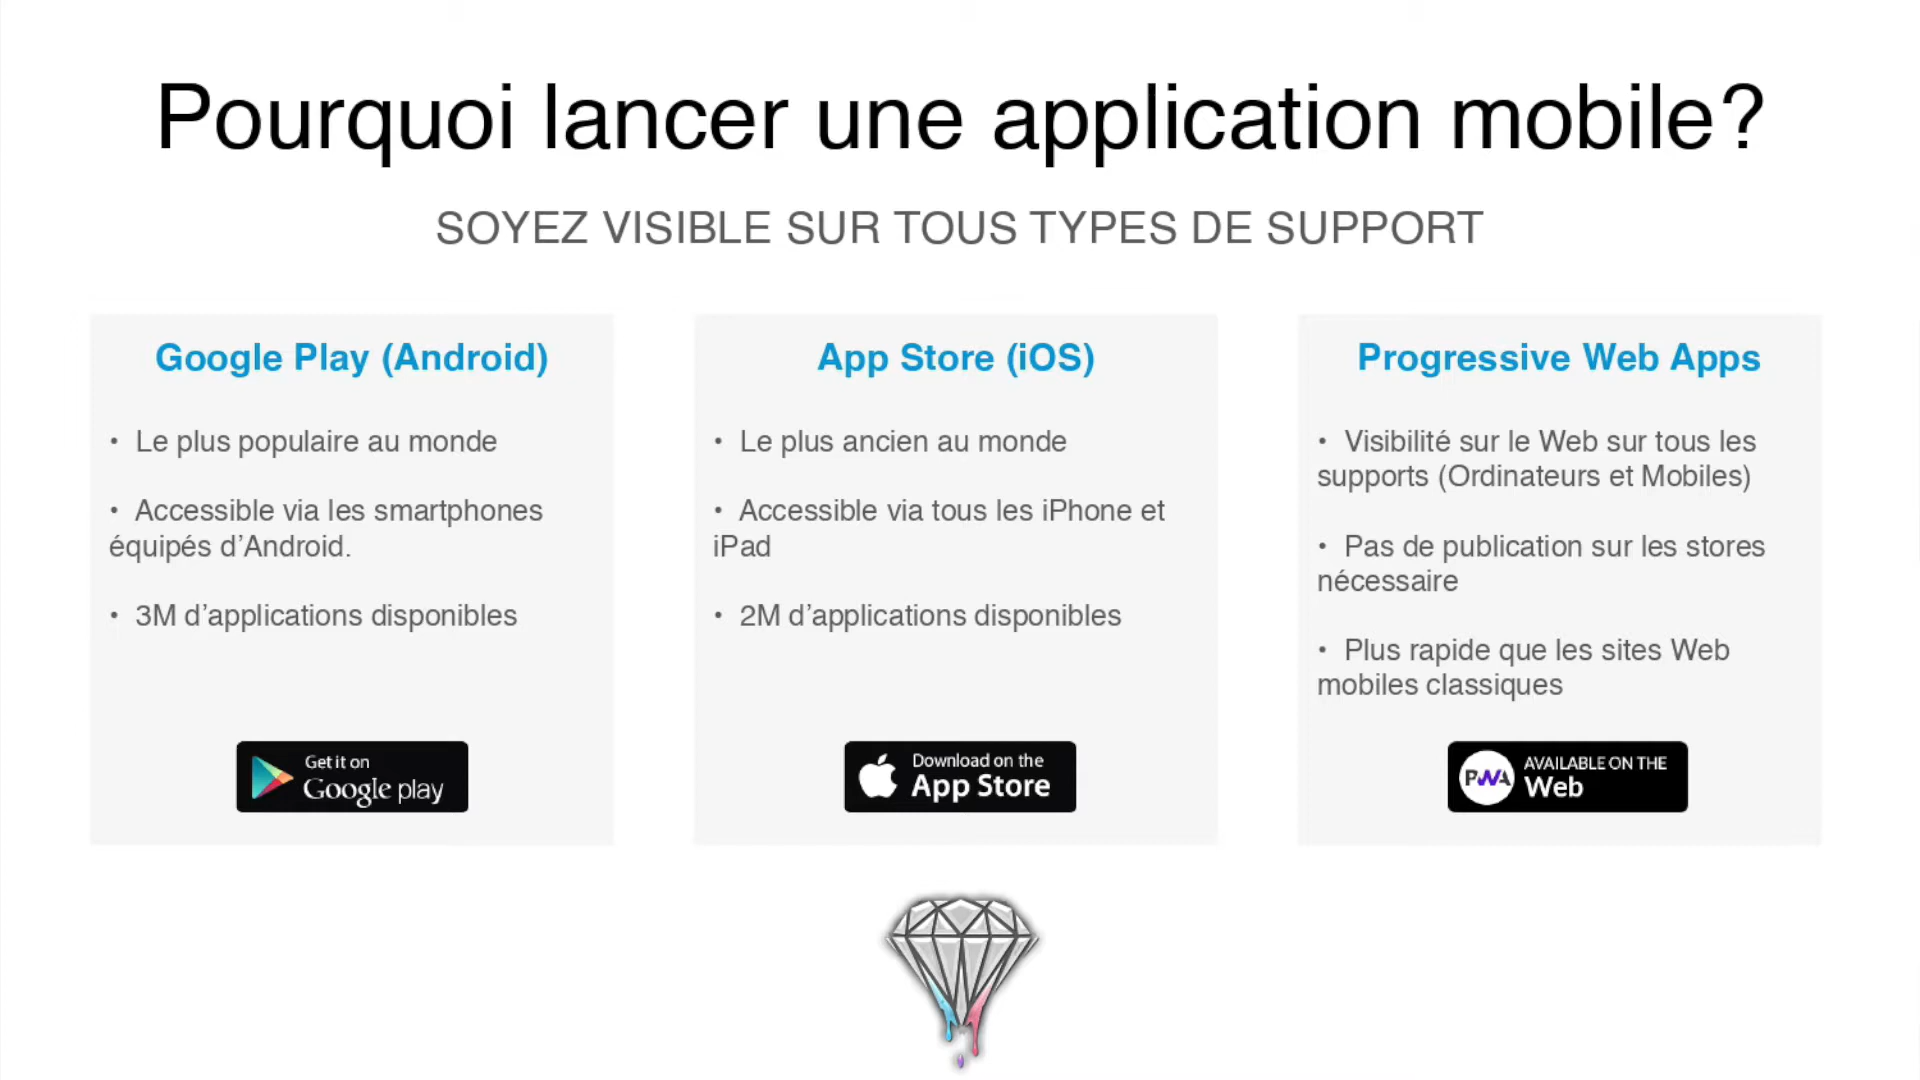 Pourquoi lancer une application mobile?
SOYEZ VISIBLE SUR TOUS TYPES DE SUPPORT
Google Play (Android)
• Le plus populaire au monde
• Accessible via les smartphones
équipés d’Android.
• 3M d’applications disponibles
Get it on
Google play
App Store (iOS)
• Le plus ancien au monde
• Accessible via tous les iPhone et
iPad
• 2M d’applications disponibles
Download on the
App Store
Progressive Web Apps
• Visibilité sur le Web sur tous les
supports (Ordinateurs et Mobiles)
• Pas de publication sur les stores
nécessaire
• Plus rapide que les sites Web
mobiles classiques
PWA
AVAILABLE ON THE
Web